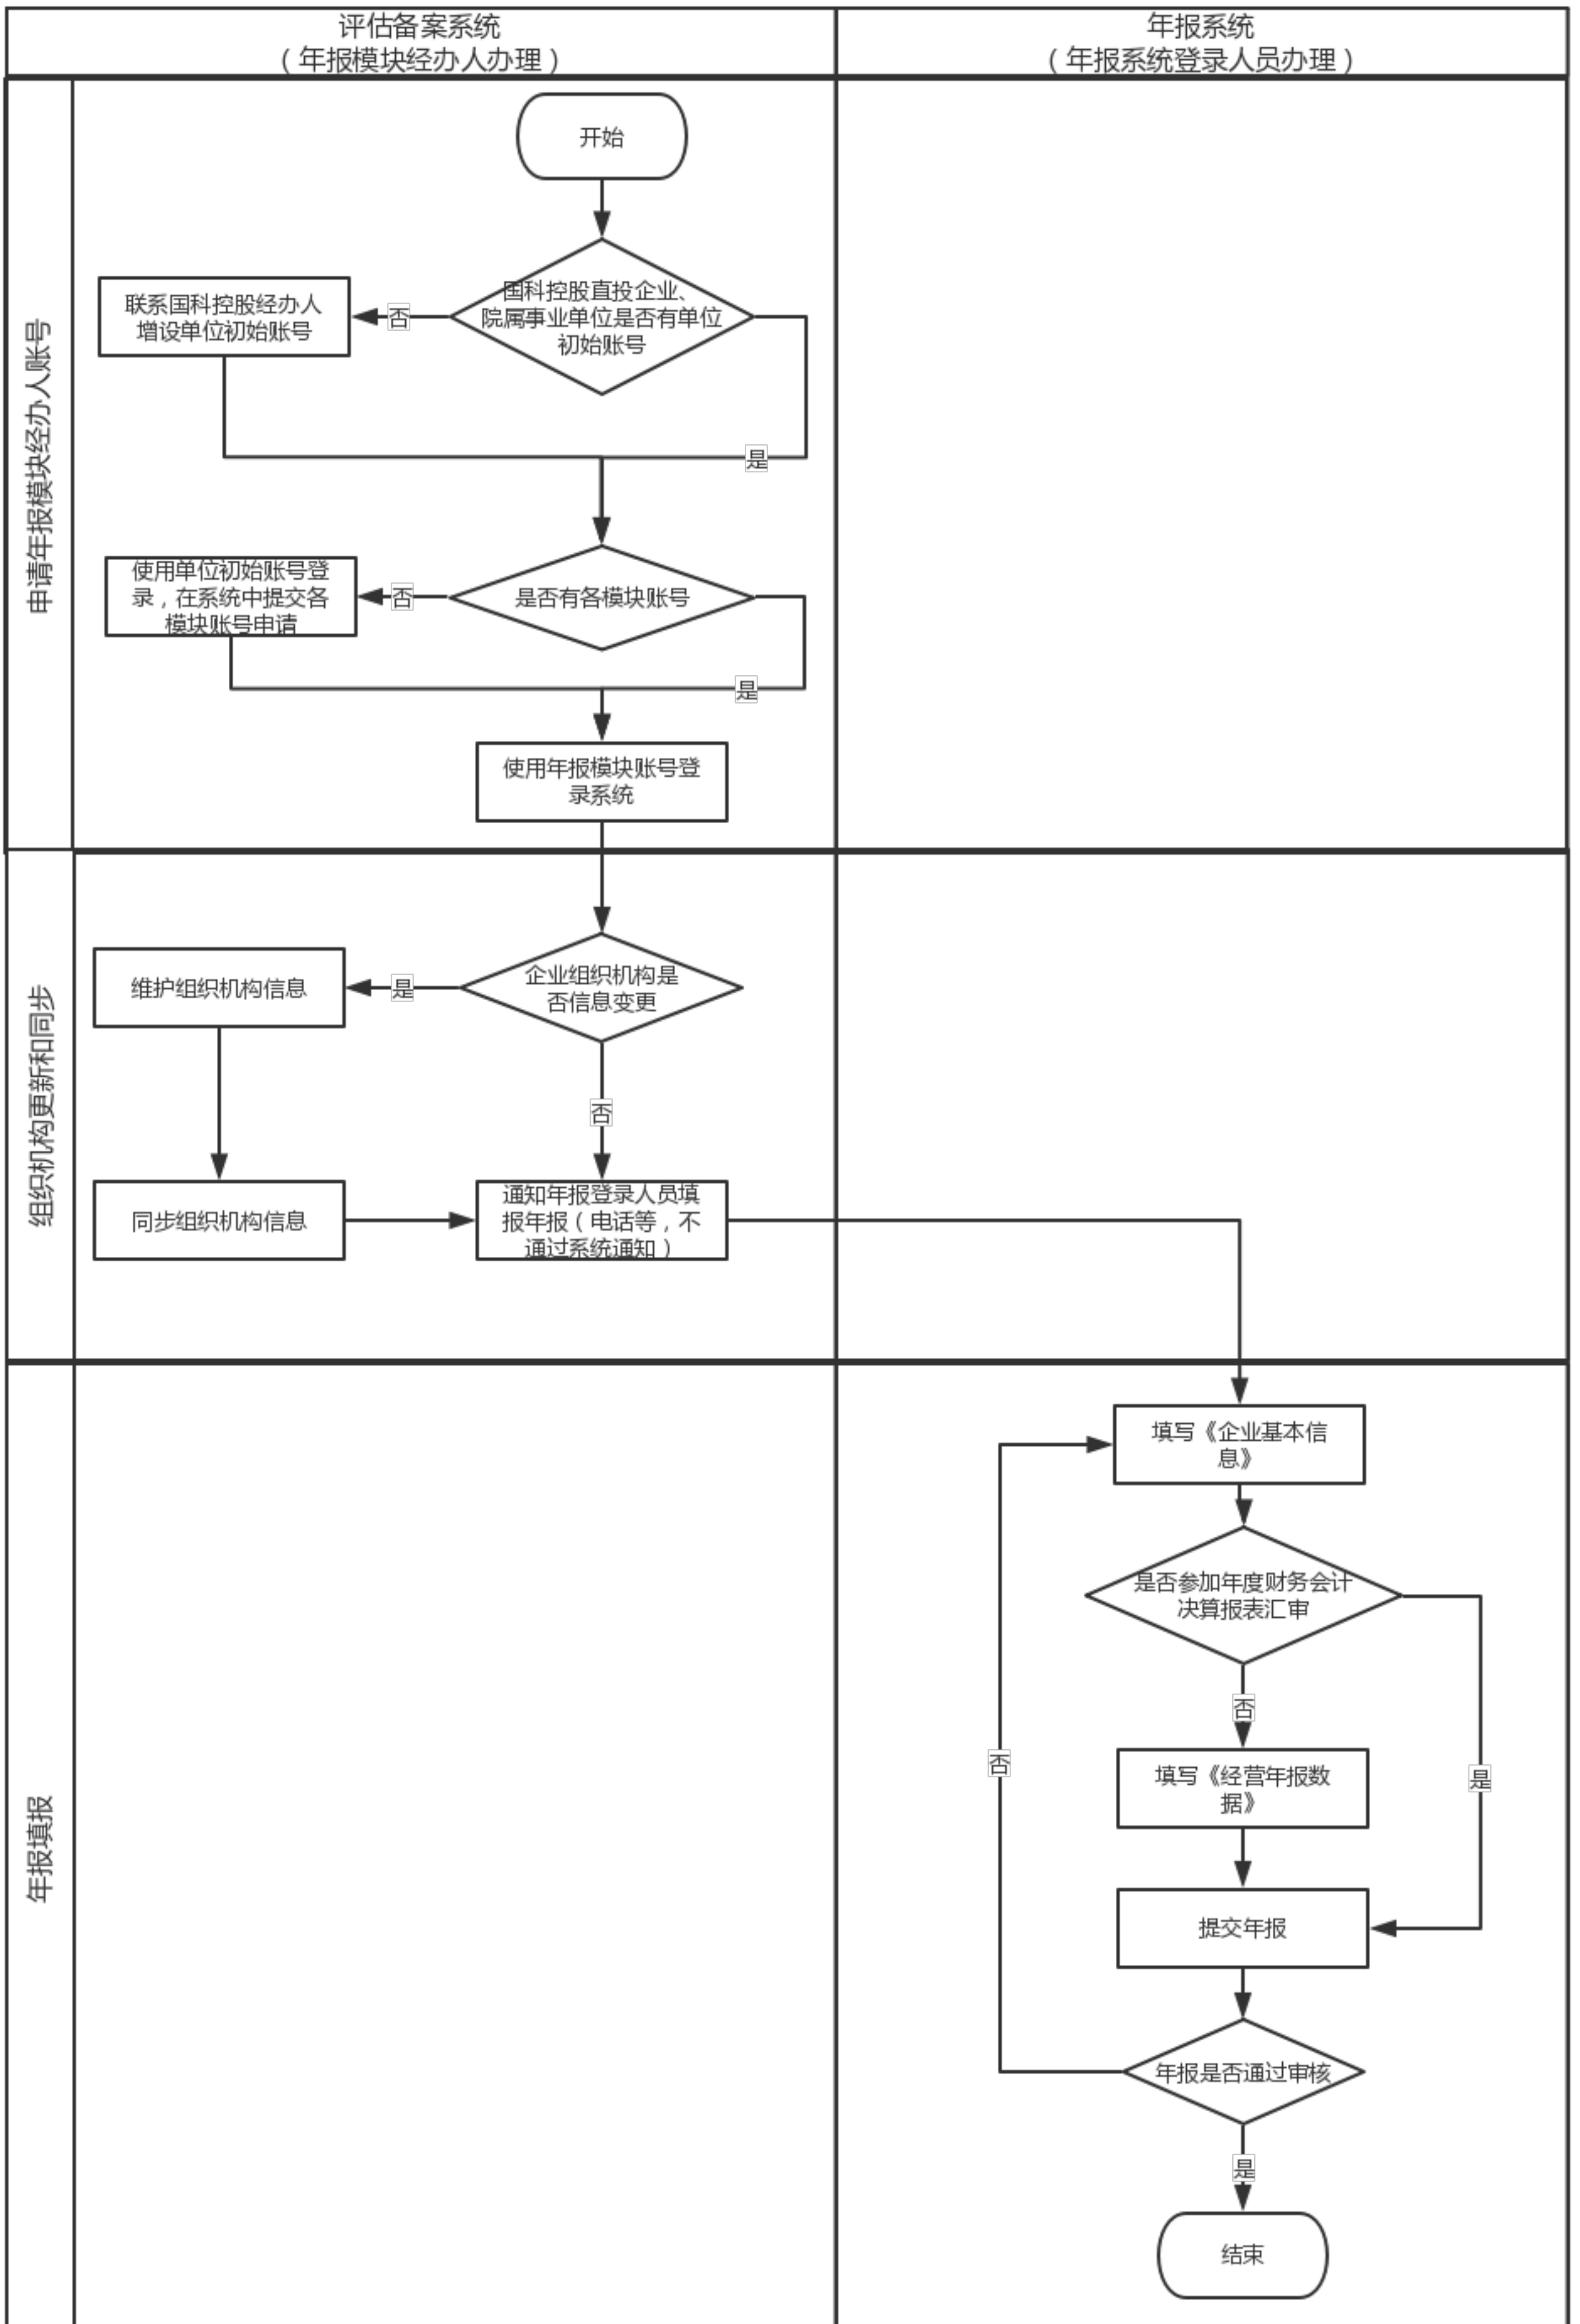 评估备案系统
（年报模块经办人办理）
年报系统
（年报系统登录人员办理）
申请年报模块经办人账号
开始
国科控股直投企业、
院属事业单位是否有单位
初始账号
否
联系国科控股经办人
增设单位初始账号
是
是否有各模块账号
否
使用单位初始账号登
录，在系统中提交各
模块账号申请
是
使用年报模块账号登
录系统
组织机构更新和同步
企业组织机构是
否信息变更
是
维护组织机构信息
否
同步组织机构信息
通知年报登录人员填
报年报（电话等，不
通过系统通知）
年报填报
填写《企业基本信
息》
是否参加年度财务会计
决算报表汇审
否
填写《经营年报数
据》
是
提交年报
年报是否通过审核
否
是
结束